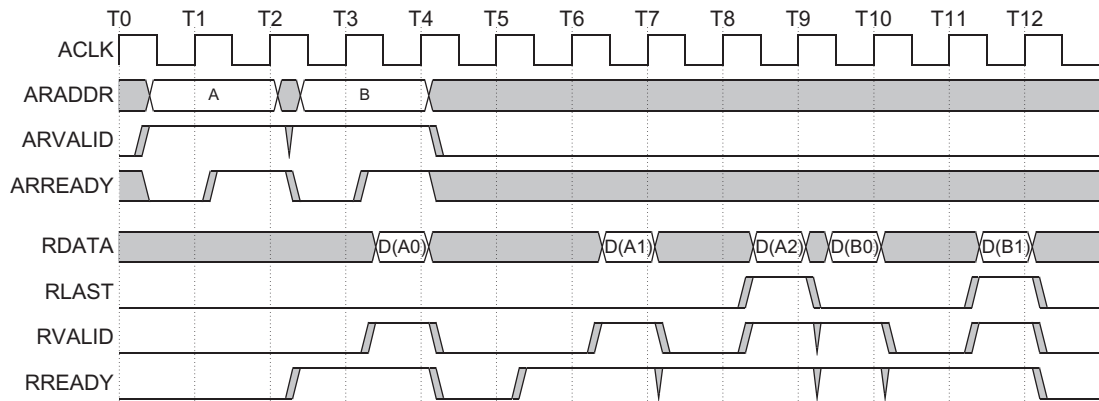 T0 T1 T2 T3 T4 T5 T6 T7 T8 T9 T10 T11 T12
ACLK
ARADDR A B
ARVALID
ARREADY
RDATA D(A0) D(A1) D(A2) D(B0) D(B1)
RLAST
RVALID
RREADY